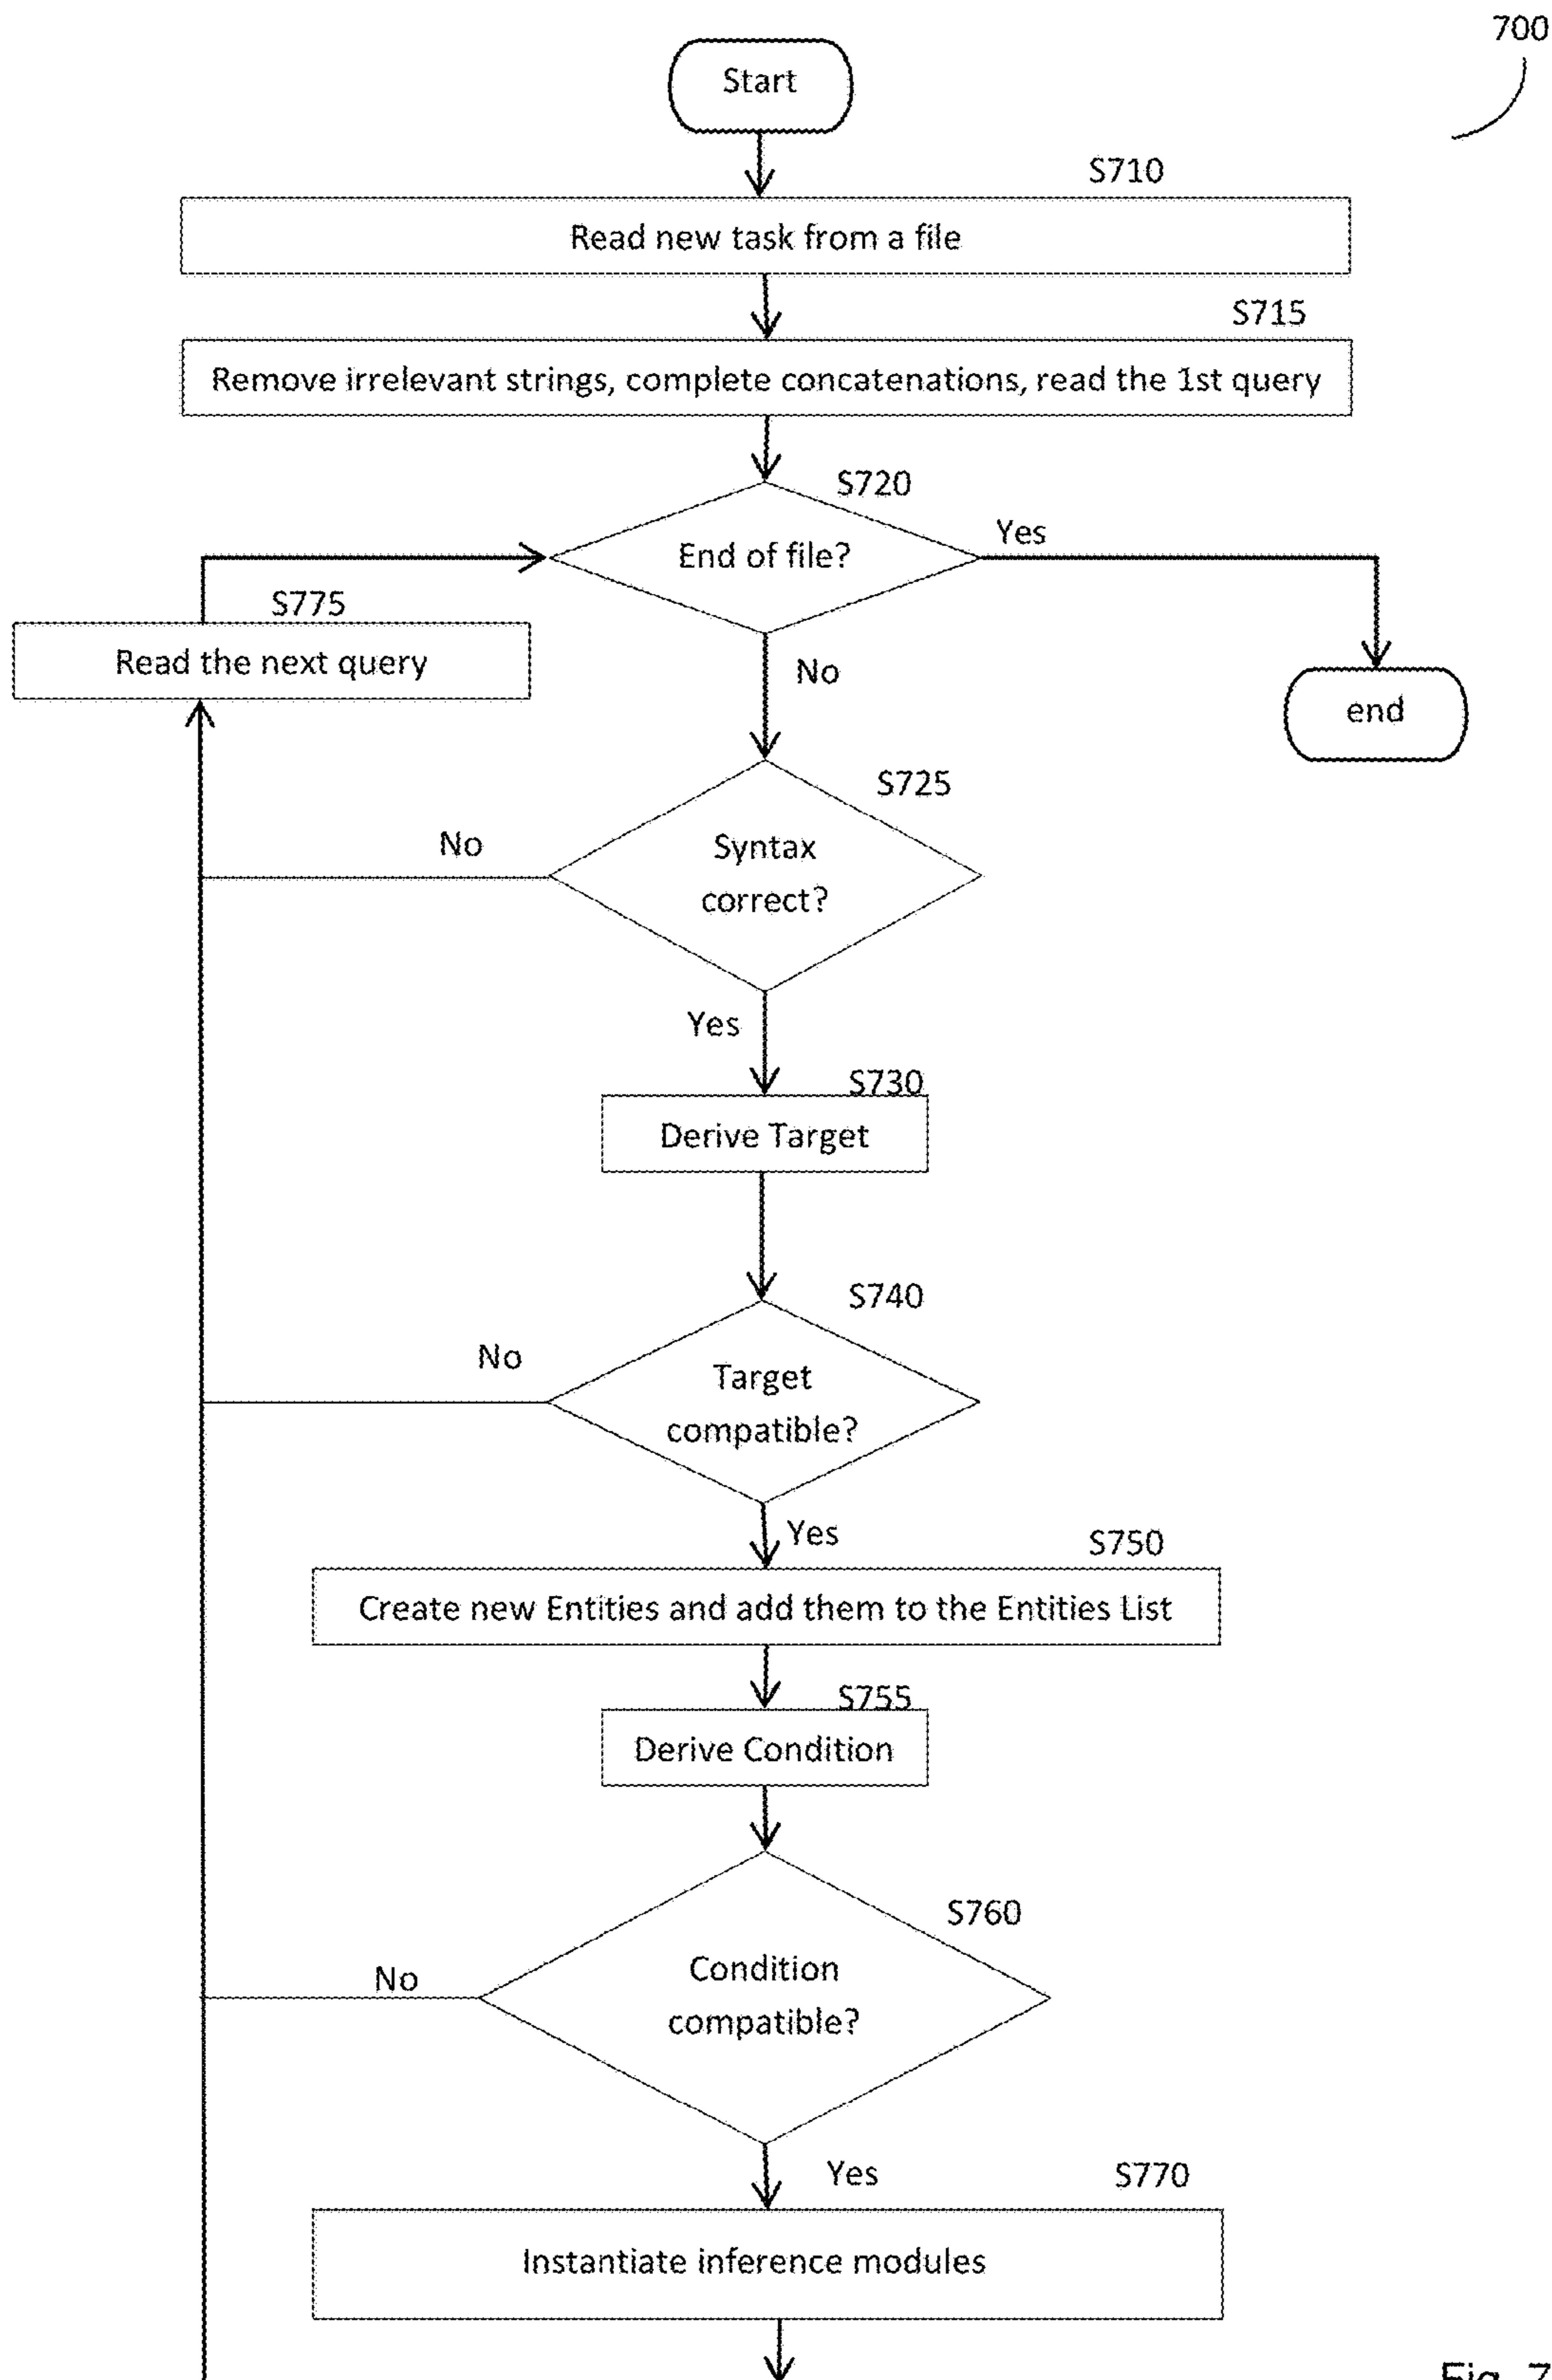 700
Start
S710
Read new task from a file
S715
Remove irrelevant strings, complete concatenations, read the 1st query
S720
End of file?
Yes
S775
Read the next query
No
end
S725
Syntax
correct?
No
Yes
S730
Derive Target
S740
Target
compatible?
No
Yes
S750
Create new Entities and add them to the Entities List
S755
Derive Condition
S760
Condition
compatible?
No
Yes
S770
Instantiate inference modules
Fig. 7